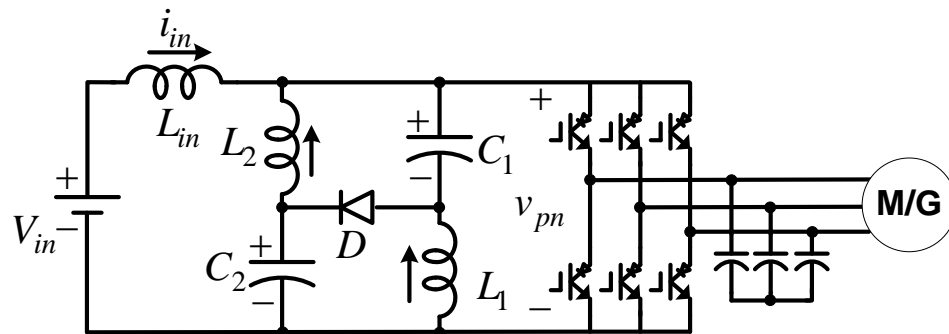 i_in
L_in
L_2
+
C_1
−
+
v_pn
−
+
V_in −
D
+
C_2
−
L_1
M/G